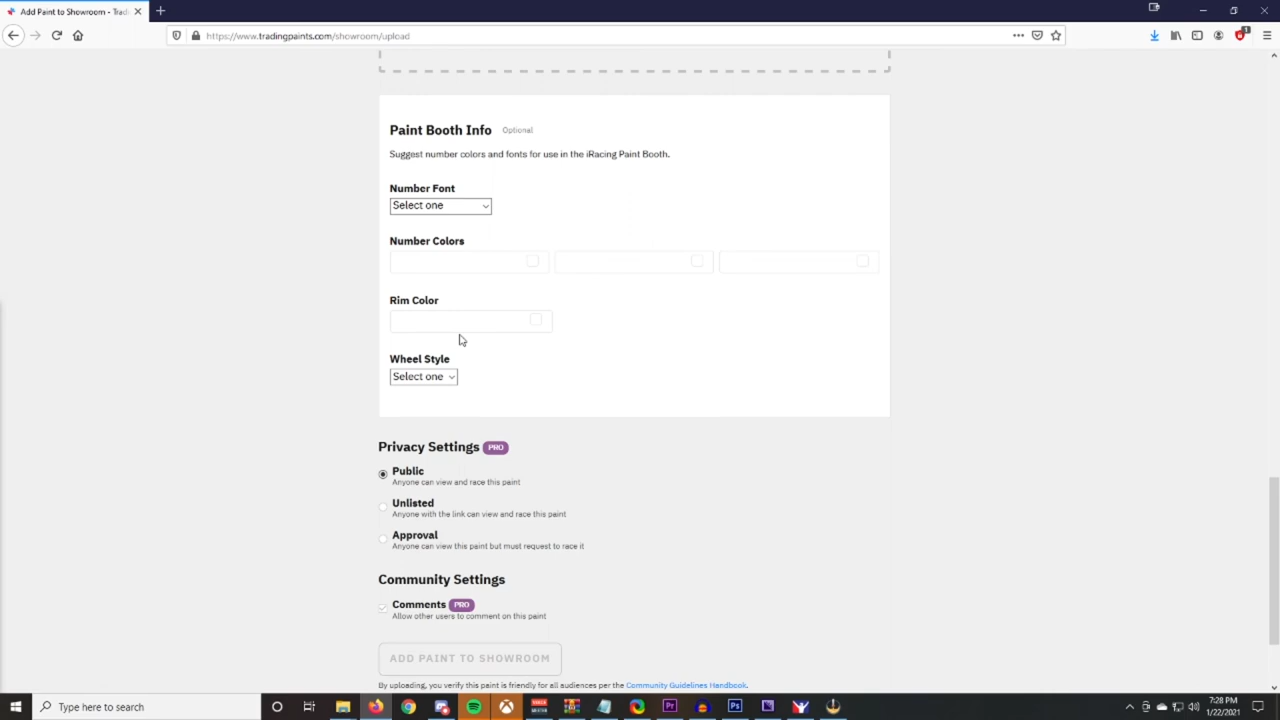 Add Paint to Showroom - Tradi
https://www.tradingpaints.com/showroom/upload
1
Paint Booth Info Optional
Suggest number colors and fonts for use in the iRacing Paint Booth.
Number Font
Select one
Number Colors
Rim Color
Wheel Style
Select one
Privacy Settings PRO
Public
Anyone can view and race this paint
Unlisted
Anyone with the link can view and race this paint
Approval
Anyone can view this paint but must request to race it
Community Settings
Comments PRO
Allow other users to comment on this paint
ADD PAINT TO SHOWROOM
By uploading, you verify this paint is friendly for all audiences per the Community Guidelines Handbook.
Type here to search
Pr
Ps
7:28 PM
1/22/2021